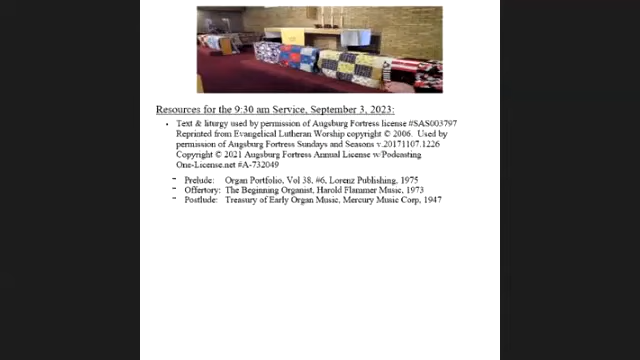 Resources for the 9:30 am Service, September 3, 2023:
• Text & liturgy used by permission of Augsburg Fortress license #SAS003797
Reprinted from Evangelical Lutheran Worship copyright © 2006. Used by
permission of Augsburg Fortress Sundays and Seasons v.20171107.1226
Copyright © 2021 Augsburg Fortress Annual License w/Podcasting
One-License.net #A-732049
- Prelude: Organ Portfolio, Vol 38, #6, Lorenz Publishing, 1975
- Offertory: The Beginning Organist, Harold Flammer Music, 1973
- Postlude: Treasury of Early Organ Music, Mercury Music Corp, 1947